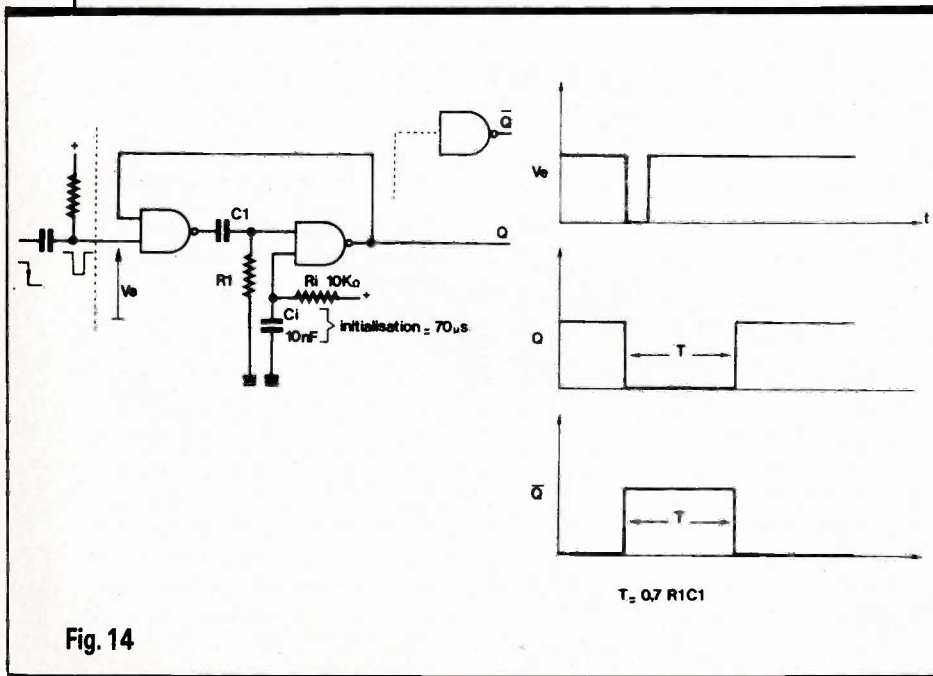 Q̅
+
Ve
t
C1
Q
R1
Ri 10KΩ
+
Ve
Ci
10nF
initialisation = 70µs
Q
T
Q̅
T
T= 0,7 R1C1
Fig. 14